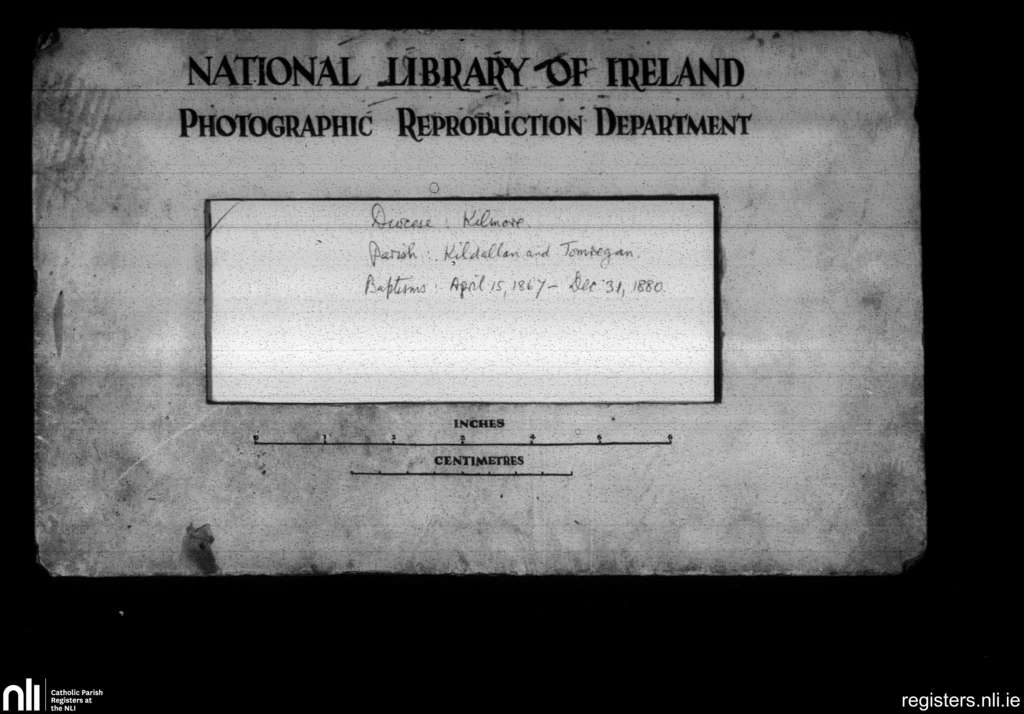 NATIONAL LIBRARY OF IRELAND
PHOTOGRAPHIC REPRODUCTION DEPARTMENT
Diocese : Kilmore.
Parish : Kildallan and Tomregan.
Baptisms : April 15, 1867 – Dec 31, 1880.
INCHES
0 1 2 3 4 5 6
CENTIMETRES
nli
Catholic Parish
Registers at
the NLI
registers.nli.ie